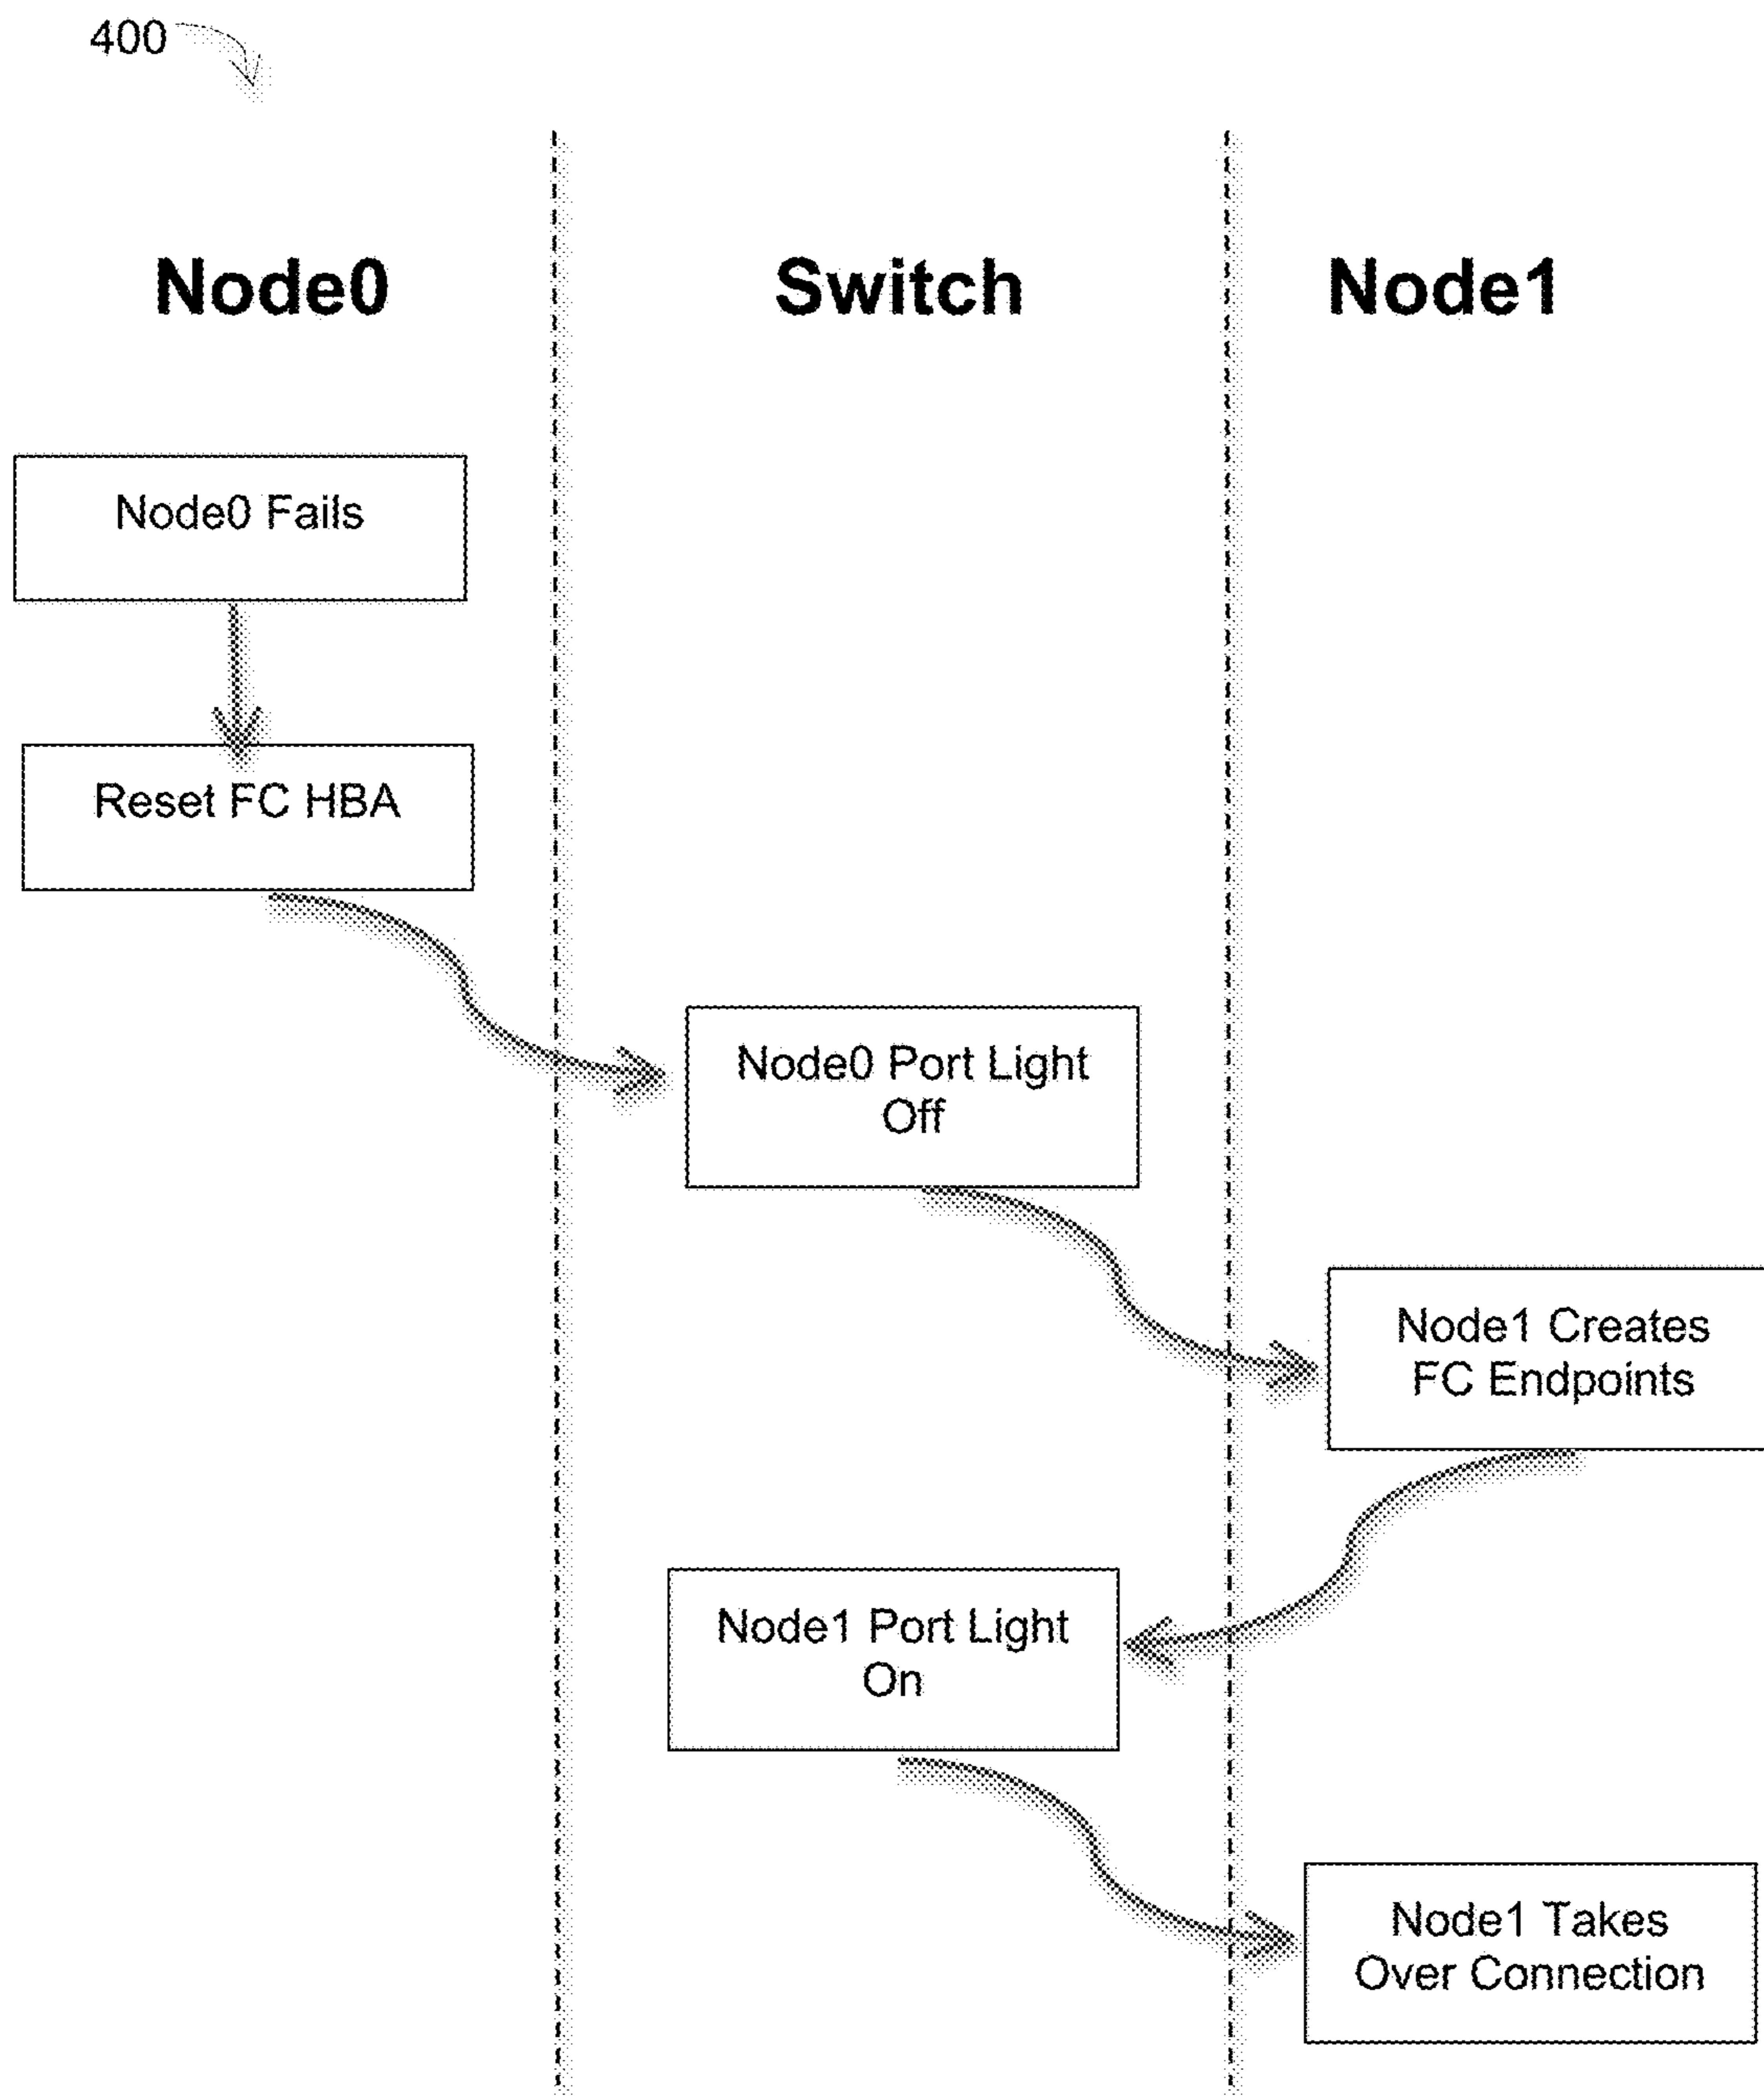 400
Node0
Switch
Node1
Node0 Fails
Reset FC HBA
Node0 Port Light
Off
Node1 Creates
FC Endpoints
Node1 Port Light
On
Node1 Takes
Over Connection